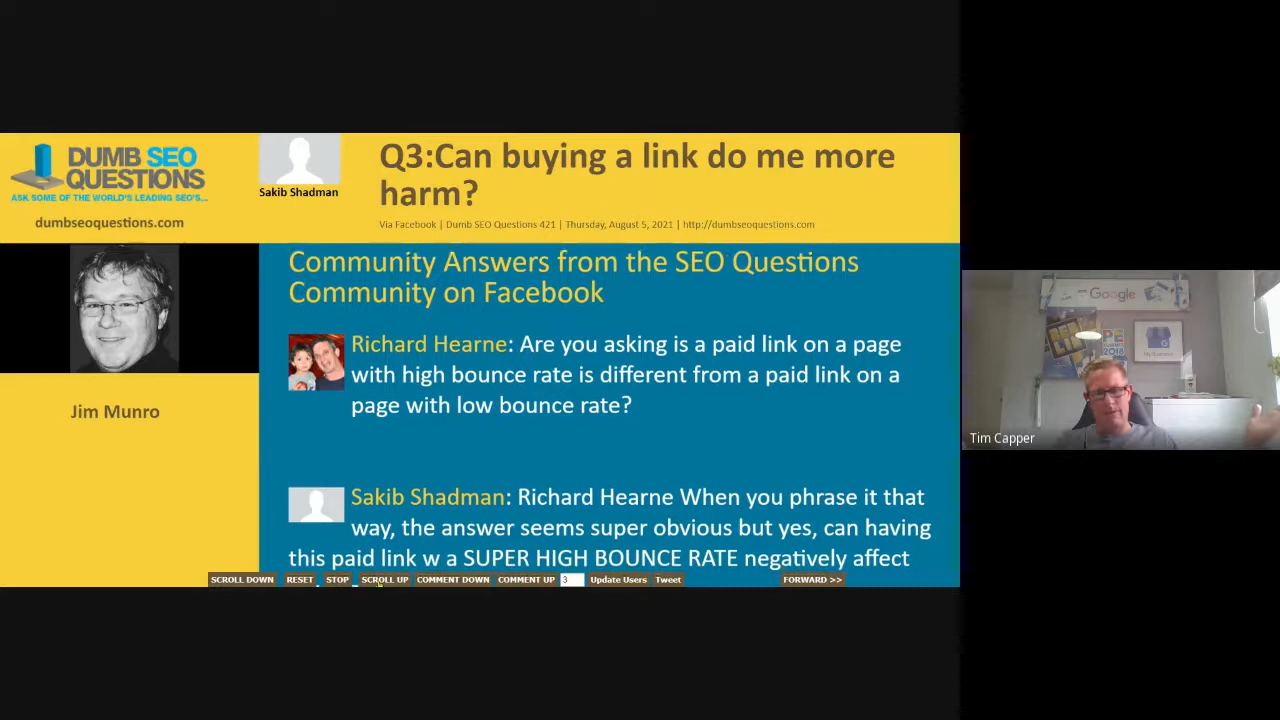 DUMB SEO
QUESTIONS
ASK SOME OF THE WORLD'S LEADING SEO'S...
dumbseoquestions.com
Sakib Shadman
Q3:Can buying a link do me more
harm?
Via Facebook | Dumb SEO Questions 421 | Thursday, August 5, 2021 | http://dumbseoquestions.com
Jim Munro
Community Answers from the SEO Questions
Community on Facebook
Richard Hearne: Are you asking is a paid link on a page
with high bounce rate is different from a paid link on a
page with low bounce rate?
Sakib Shadman: Richard Hearne When you phrase it that
way, the answer seems super obvious but yes, can having
this paid link w a SUPER HIGH BOUNCE RATE negatively affect
SCROLL DOWN RESET STOP SCROLL UP COMMENT DOWN COMMENT UP 3 Update Users Tweet FORWARD >>
Google
2018
Tim Capper